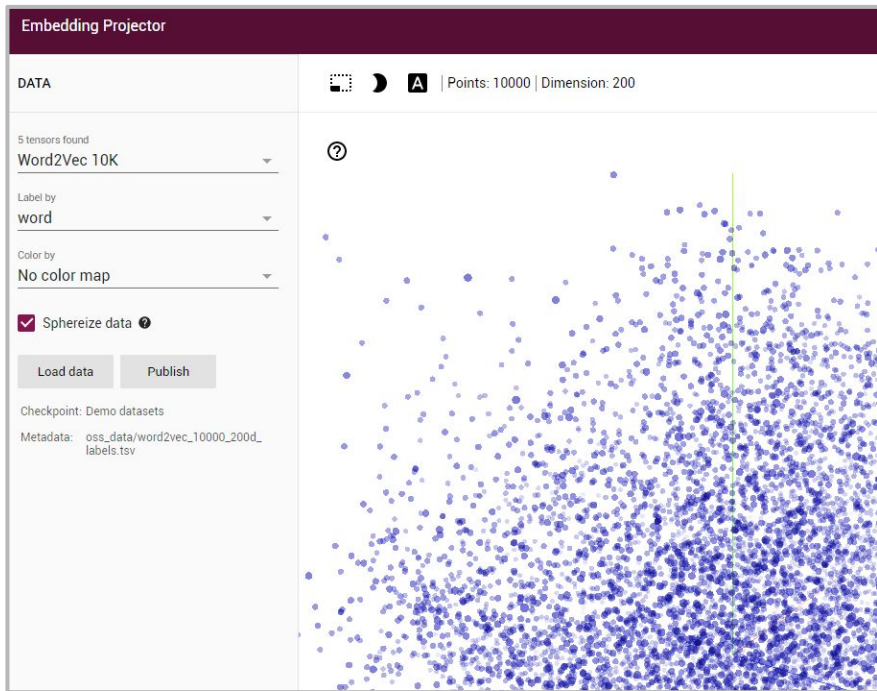 Embedding Projector
DATA
A | Points: 10000 | Dimension: 200
5 tensors found
Word2Vec 10K
Label by
word
Color by
No color map
Sphereize data ?
Load data Publish
Checkpoint: Demo datasets
Metadata: oss_data/word2vec_10000_200d_
labels.tsv
?